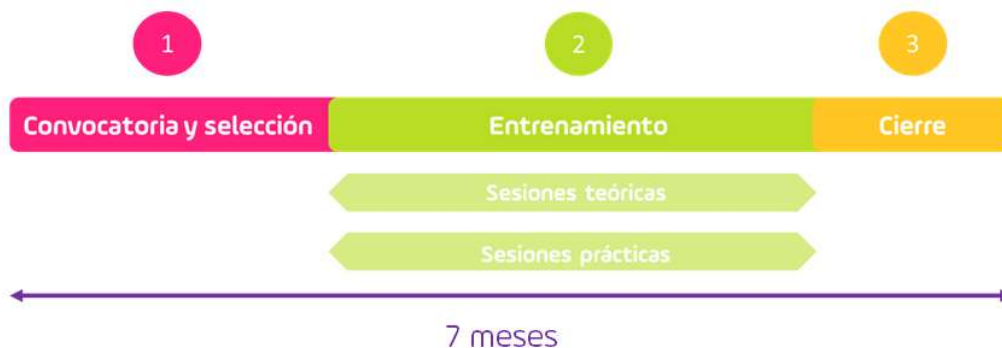 1
2
3
Convocatoria y selección
Entrenamiento
Cierre
Sesiones teóricas
Sesiones prácticas
7 meses